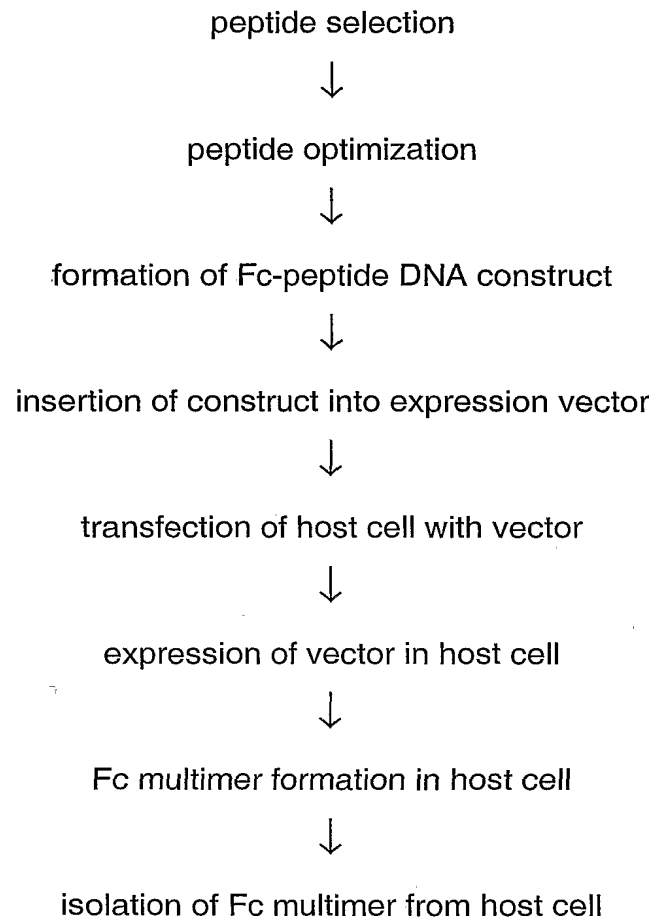 peptide selection
↓
peptide optimization
↓
formation of Fc-peptide DNA construct
↓
insertion of construct into expression vector
↓
transfection of host cell with vector
↓
expression of vector in host cell
↓
Fc multimer formation in host cell
↓
isolation of Fc multimer from host cell